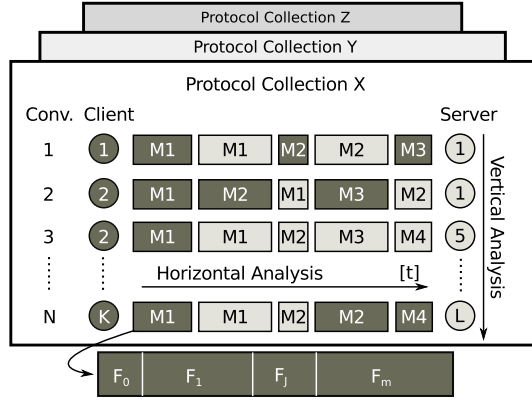 Protocol Collection Z
Protocol Collection Y
Protocol Collection X
Conv. Client Server
1 1 M1 M1 M2 M2 M3 1
2 2 M1 M2 M1 M3 M2 1
3 2 M1 M1 M2 M3 M4 5
Horizontal Analysis [t]
N K M1 M1 M2 M2 M4 L
Vertical Analysis
F0 F1 FJ Fm